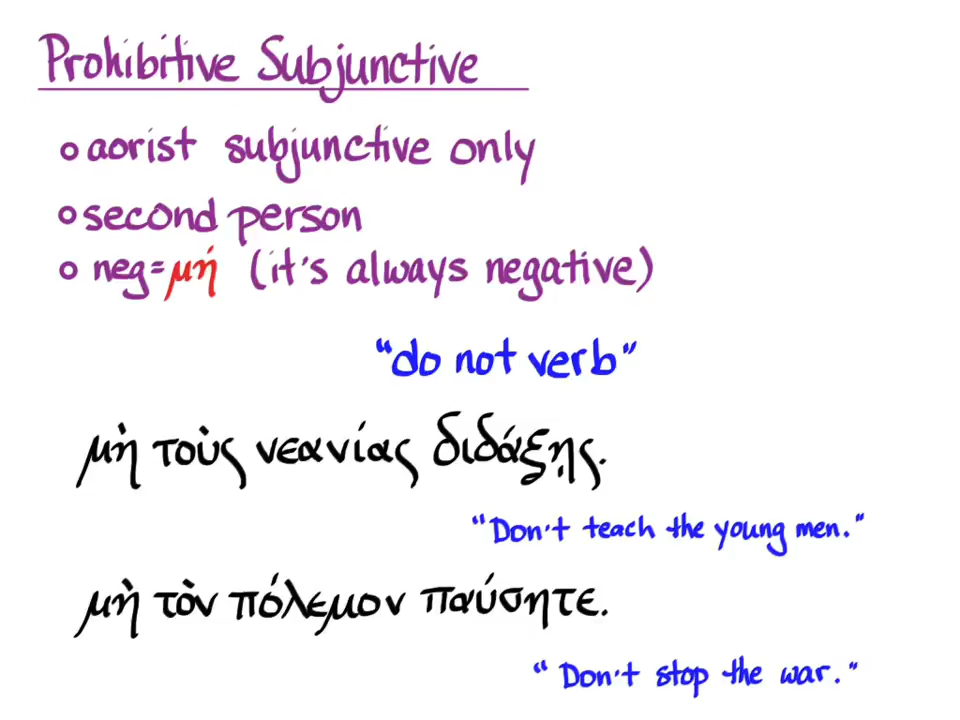 Prohibitive Subjunctive
o aorist subjunctive only
o second person
o neg=μή (it's always negative)
"do not verb"
μὴ τοὺς νεανίας διδάξῃς.
"Don't teach the young men."
μὴ τὸν πόλεμον παύσητε.
"Don't stop the war."